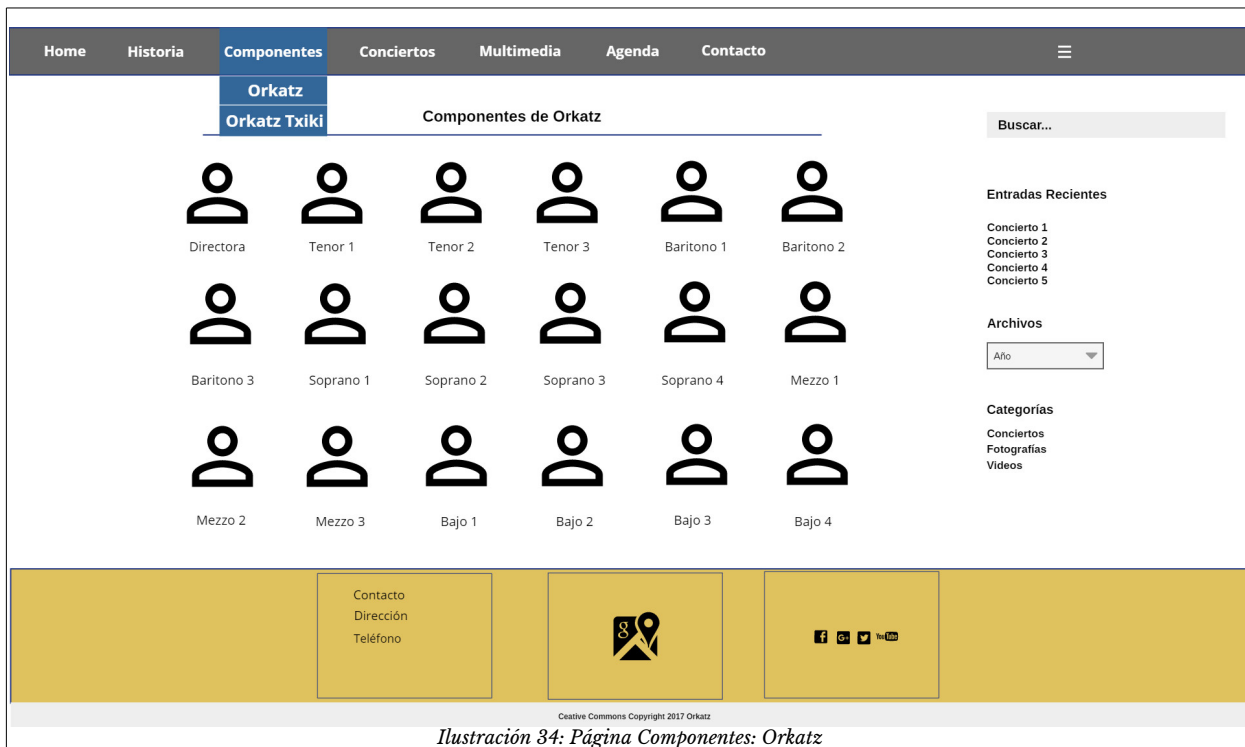 Home Historia Componentes Conciertos Multimedia Agenda Contacto
Orkatz
Orkatz Txiki
Componentes de Orkatz
Directora Tenor 1 Tenor 2 Tenor 3 Baritono 1 Baritono 2
Baritono 3 Soprano 1 Soprano 2 Soprano 3 Soprano 4 Mezzo 1
Mezzo 2 Mezzo 3 Bajo 1 Bajo 2 Bajo 3 Bajo 4
Buscar...
Entradas Recientes
Concierto 1
Concierto 2
Concierto 3
Concierto 4
Concierto 5
Archivos
Año
Categorías
Conciertos
Fotografías
Videos
Contacto
Dirección
Teléfono
g
f G+ YouTube
Ceative Commons Copyright 2017 Orkatz
Ilustración 34: Página Componentes: Orkatz